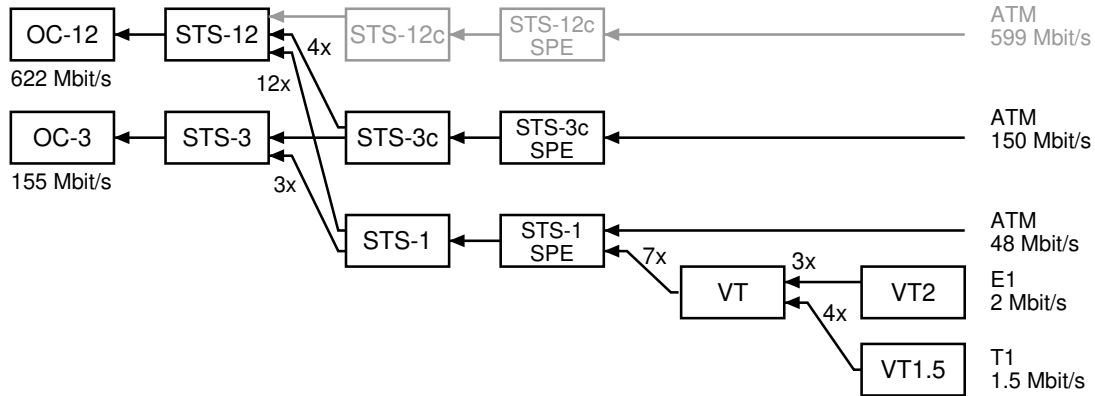 OC-12
622 Mbit/s
STS-12
STS-12c
STS-12c
SPE
ATM
599 Mbit/s
4x
12x
OC-3
155 Mbit/s
STS-3
STS-3c
STS-3c
SPE
ATM
150 Mbit/s
3x
STS-1
STS-1
SPE
ATM
48 Mbit/s
7x
VT
3x
VT2
E1
2 Mbit/s
4x
VT1.5
T1
1.5 Mbit/s